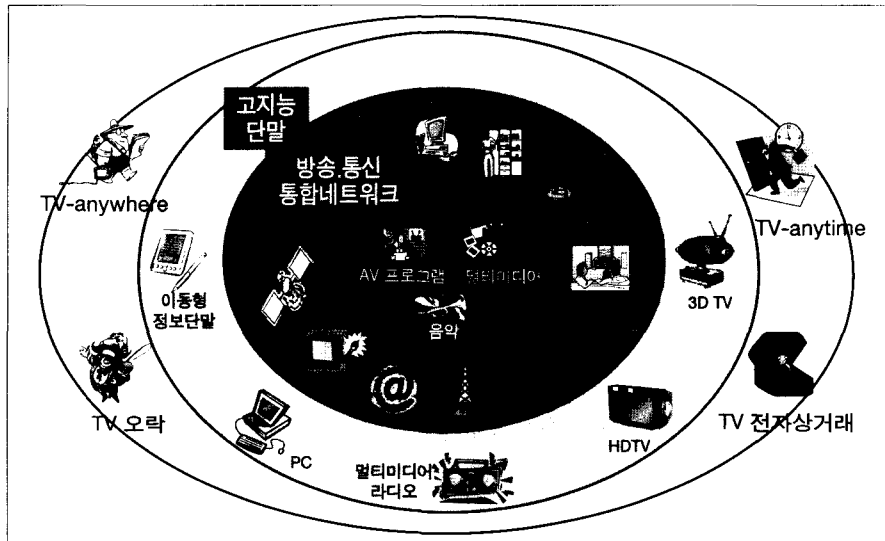 고지능
단말
방송.통신
통합네트워크
TV-anywhere
TV-anytime
AV 프로그램
멀티미디어
음악
이동형
정보단말
3D TV
TV 오락
TV 전자상거래
PC
HDTV
멀티미디어
라디오
@